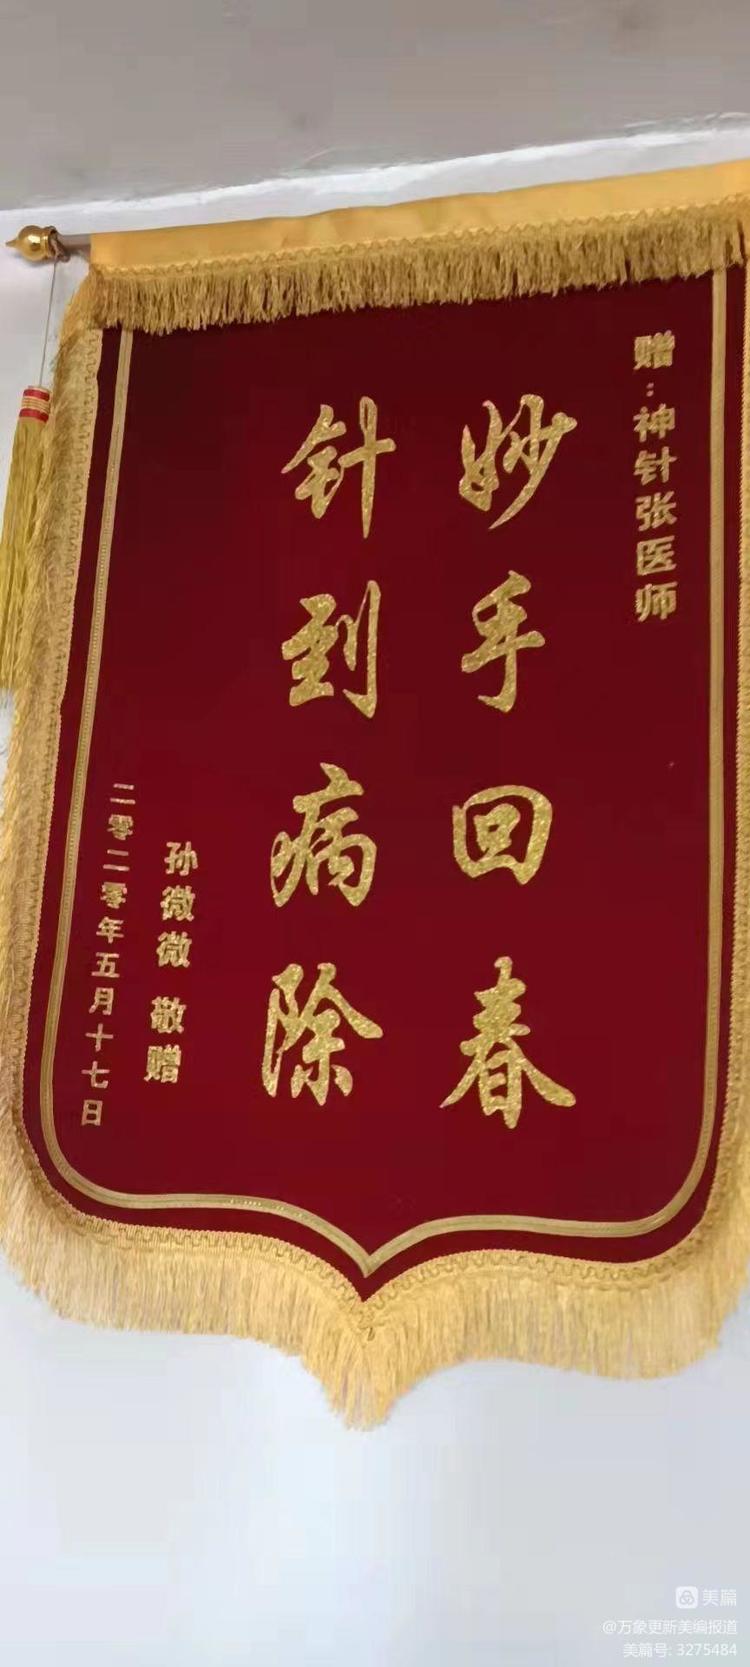 赠：神针张医师
妙手回春
针到病除
孙微微 敬赠
二零二零年五月十七日
美篇
@万象更新美编报道
美篇号: 3275484